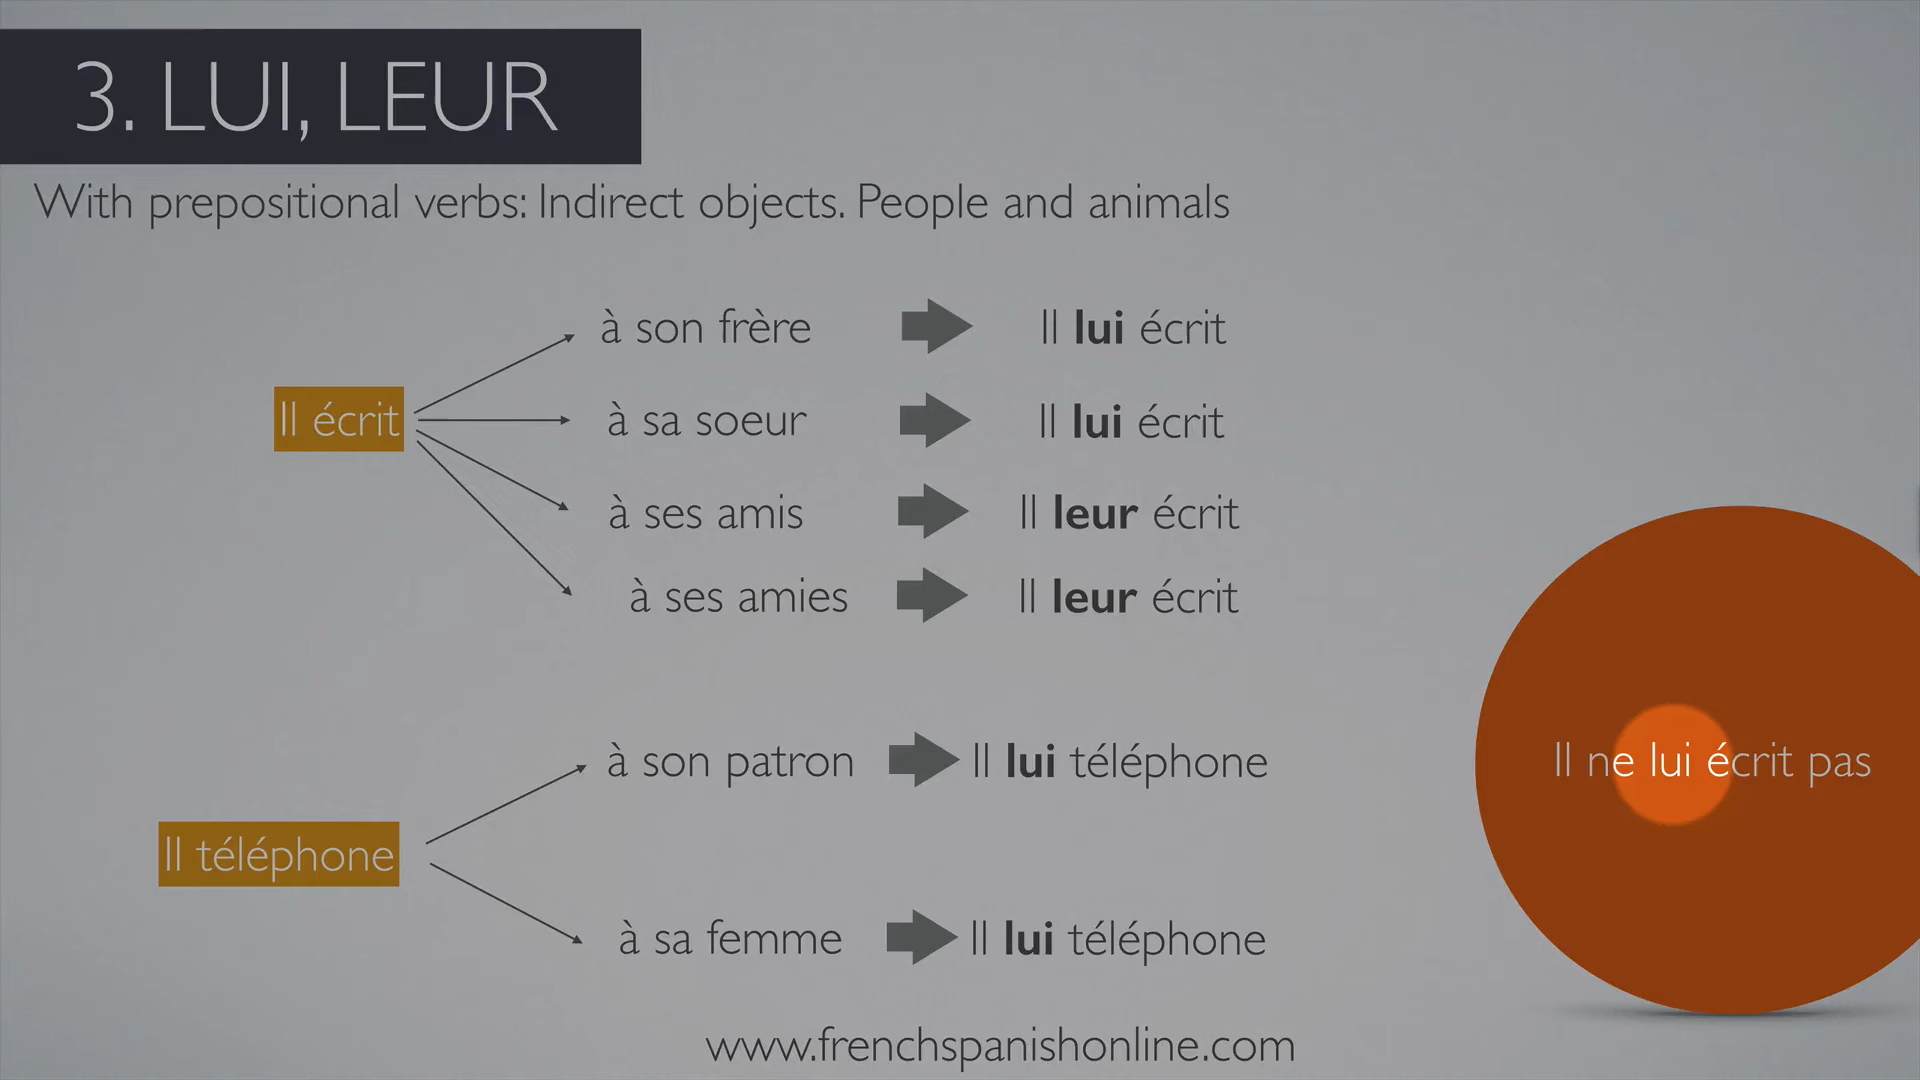 3. LUI, LEUR
With prepositional verbs: Indirect objects. People and animals
à son frère Il lui écrit
Il écrit
à sa soeur Il lui écrit
à ses amis Il leur écrit
à ses amies Il leur écrit
à son patron Il lui téléphone
Il ne lui écrit pas
Il téléphone
à sa femme Il lui téléphone
www.frenchspanishonline.com